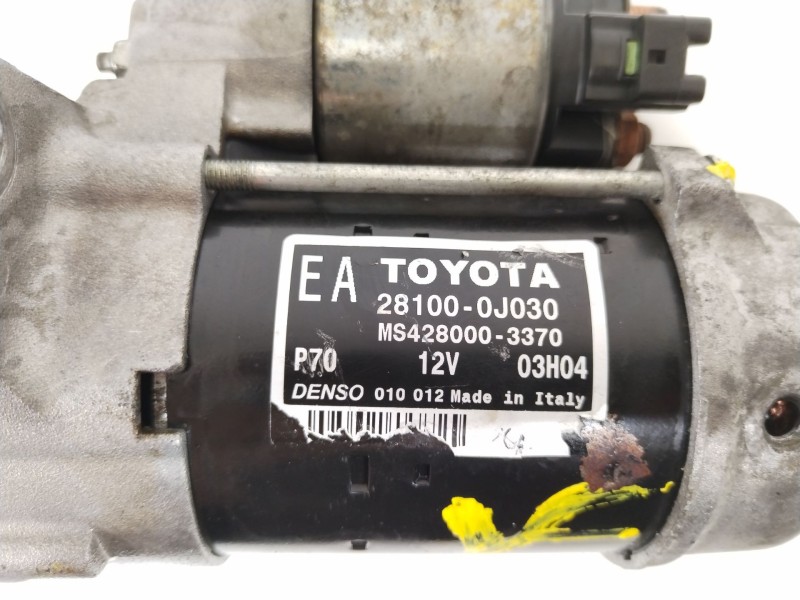 EA TOYOTA
28100-0J030
MS428000-3370
P70 12V 03H04
DENSO 010 012 Made in Italy